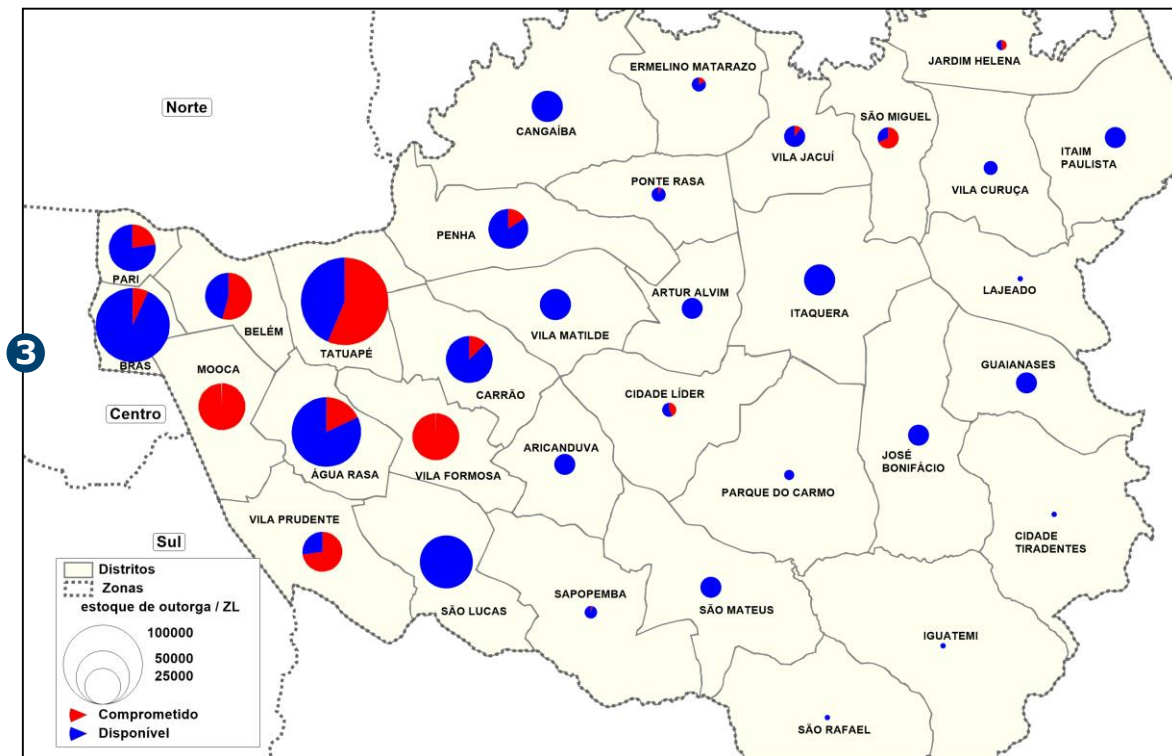 Norte
ERMELINO MATARAZO
CANGAÍBA
JARDIM HELENA
SÃO MIGUEL
VILA JACUÍ
ITAIM
PAULISTA
VILA CURUÇA
PONTE RASA
PENHA
PARI
BELÉM
BRAS
TATUAPÉ
MOOCA
VILA MATILDE
ARTUR ALVIM
ITAQUERA
LAJEADO
3
Centro
CARRÃO
CIDADE LÍDER
GUAIANASES
ÁGUA RASA
VILA FORMOSA
ARICANDUVA
PARQUE DO CARMO
JOSÉ
BONIFÁCIO
VILA PRUDENTE
CIDADE
TIRADENTES
Sul
SÃO LUCAS
SAPOPEMBA
SÃO MATEUS
IGUATEMI
SÃO RAFAEL
Distritos
Zonas
estoque de outorga / ZL
100000
50000
25000
Comprometido
Disponível